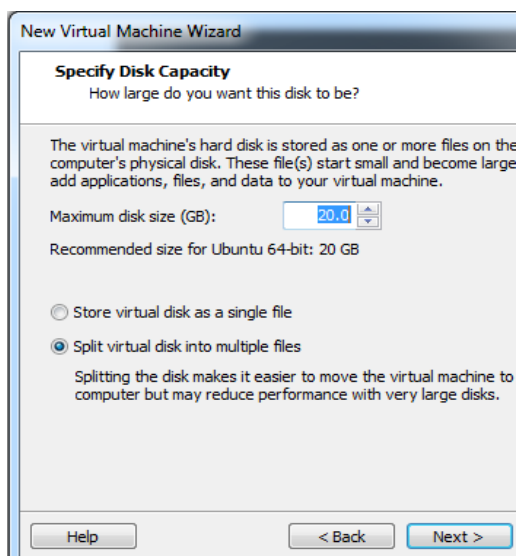 New Virtual Machine Wizard
Specify Disk Capacity
How large do you want this disk to be?
The virtual machine's hard disk is stored as one or more files on the
computer's physical disk. These file(s) start small and become large
add applications, files, and data to your virtual machine.
Maximum disk size (GB): 20.0
Recommended size for Ubuntu 64-bit: 20 GB
Store virtual disk as a single file
Split virtual disk into multiple files
Splitting the disk makes it easier to move the virtual machine to
computer but may reduce performance with very large disks.
Help < Back Next >